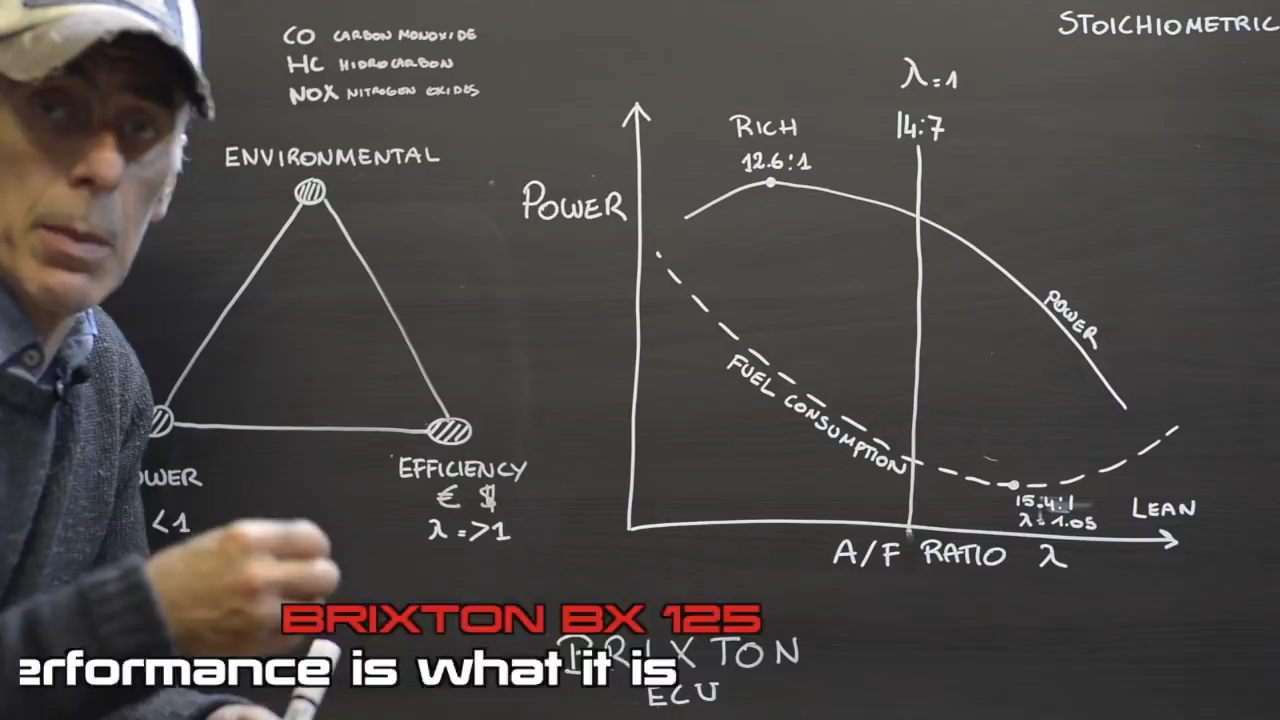 STOICHIOMETRIC
CO CARBON MONOXIDE
HC HIDROCARBON
NOX NITROGEN OXIDES
ENVIRONMENTAL
OWER
<1
EFFICIENCY
€ $
λ =>1
λ=1
14:7
RICH
12.6:1
POWER
POWER
FUEL CONSUMPTION
15.4:1
λ=1.05
LEAN
A/F RATIO λ
BRIXTON BX 125
erformance is what it is
BRIXTON
ECU